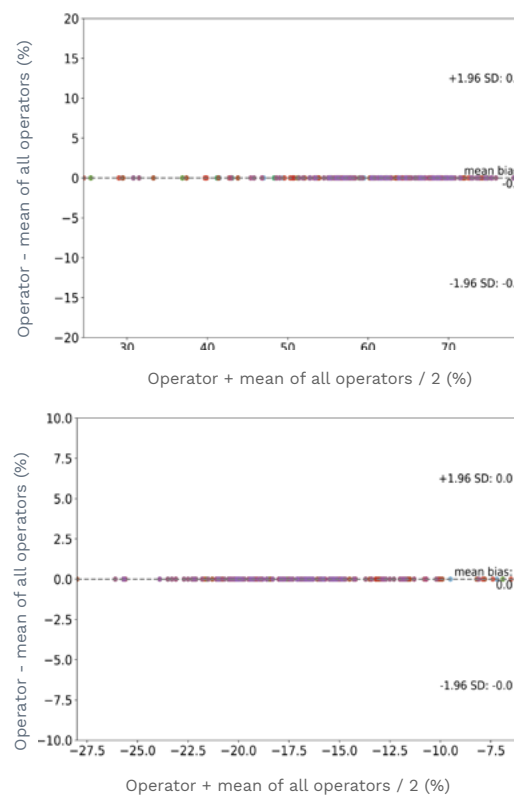 20
15
10
5
0
−5
−10
−15
−20
Operator - mean of all operators (%)
+1.96 SD: 0.
mean bia
-0.
-1.96 SD: -0.
30 40 50 60 70
Operator + mean of all operators / 2 (%)
10.0
7.5
5.0
2.5
0.0
−2.5
−5.0
−7.5
−10.0
Operator - mean of all operators (%)
+1.96 SD: 0.0
mean bias:
0.0
-1.96 SD: -0.0
−27.5 −25.0 −22.5 −20.0 −17.5 −15.0 −12.5 −10.0 −7.5
Operator + mean of all operators / 2 (%)